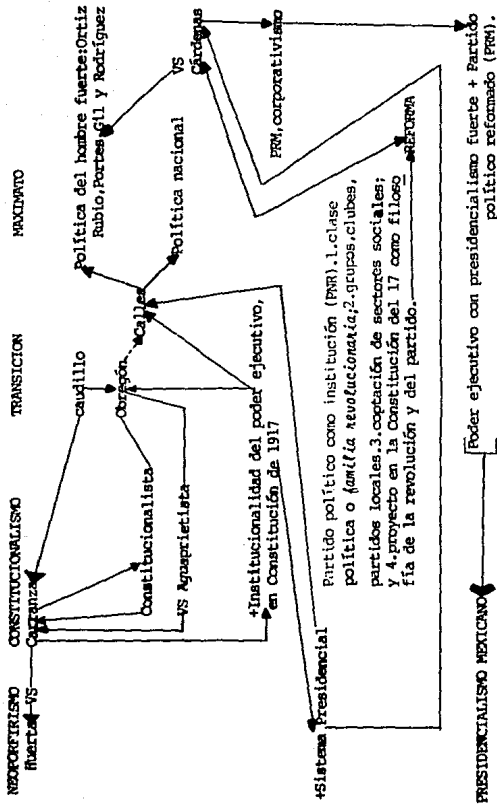 NEOPORFIRISMO CONSTITUCIONALISMO TRANSICION MAXIMATO
Huerta VS Carranza
caudillo
Política del hombre fuerte:Ortiz
Rubio,Portes Gil y Rodríguez
Obregón
Calles
VS
Cárdenas
Constitucionalista
Política nacional
VS Aguaprietista
PRM,corporativismo
+Institucionalidad del poder ejecutivo,
en Constitución de 1917
+Sistema Presidencial
Partido político como institución (PNR).1.clase
política o familia revolucionaria;2.grupos,clubes,
partidos locales.3.coptación de sectores sociales;
y 4.proyecto en la Constitución del 17 como filoso
fía de la revolución y del partido.
REFORMA
PRESIDENCIALISMO MEXICANO
Poder ejecutivo con presidencialismo fuerte + Partido
político reformado (PRM).